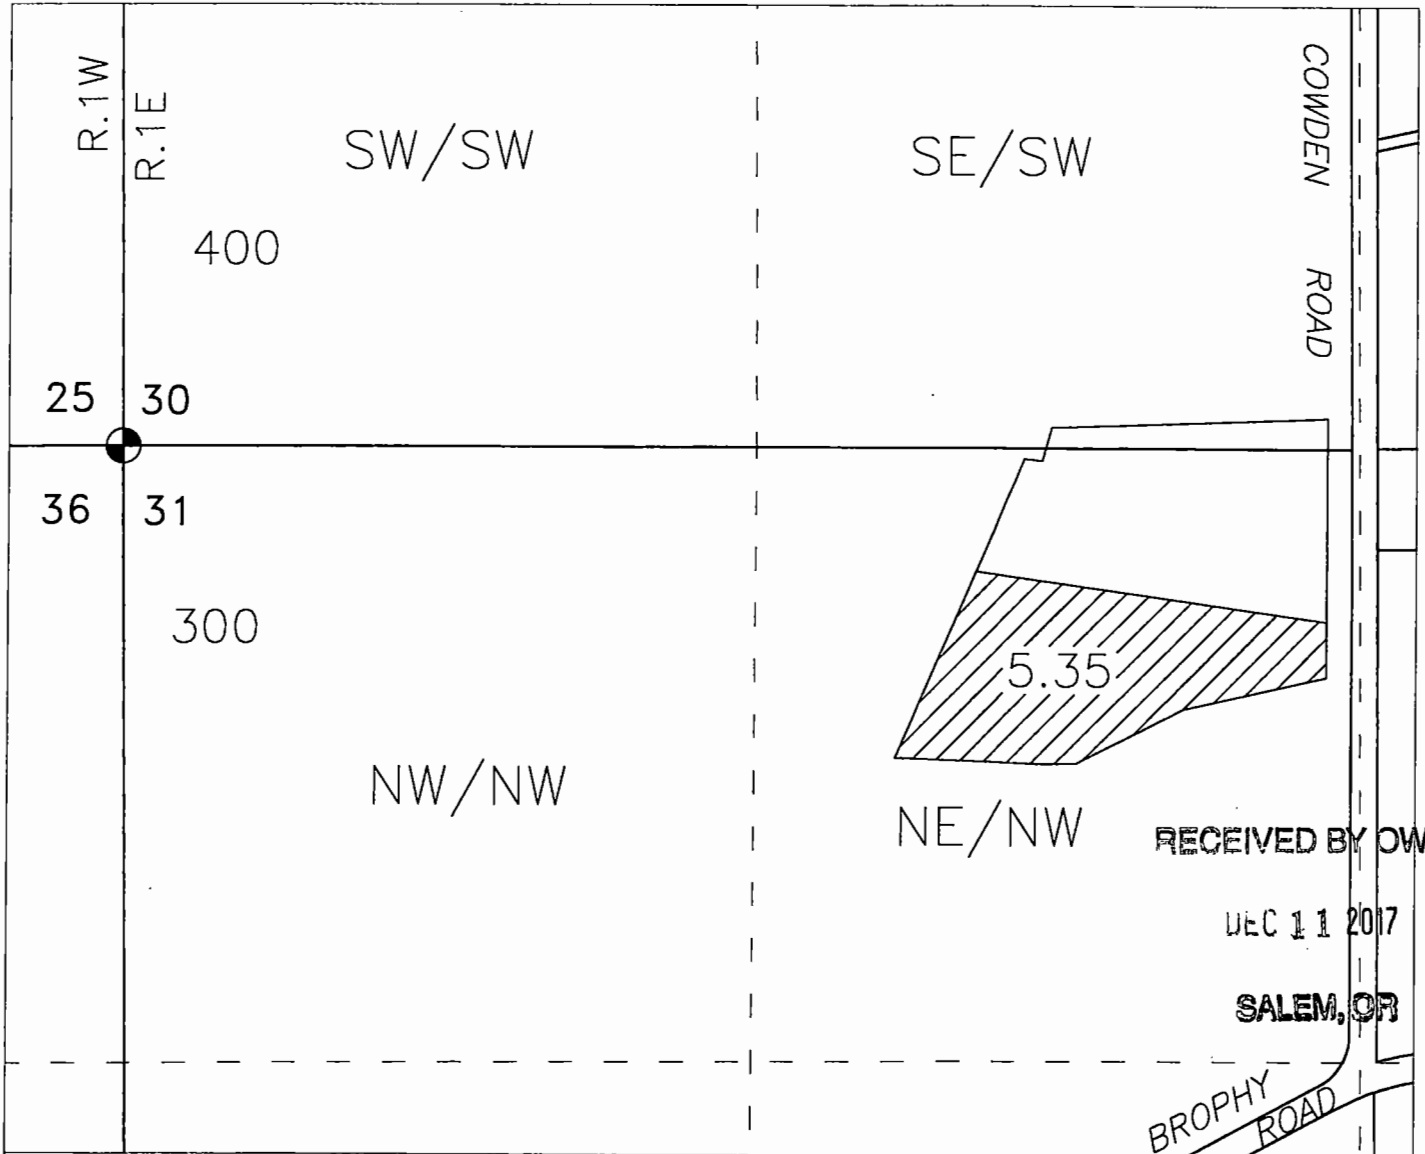 R.1W
R.1E
SW/SW
SE/SW
COWDEN ROAD
400
25 30
36 31
300
5.35
NW/NW
NE/NW
RECEIVED BY OW
DEC 11 2017
SALEM, OR
BROPHY
ROAD